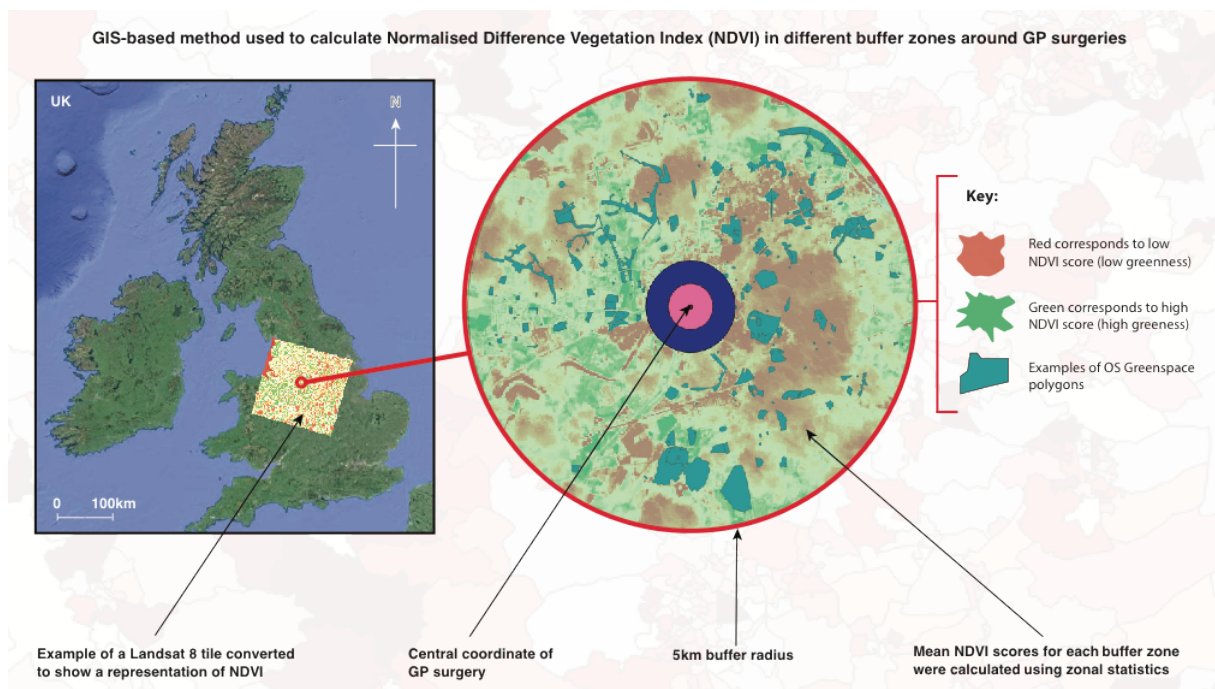 GIS-based method used to calculate Normalised Difference Vegetation Index (NDVI) in different buffer zones around GP surgeries
UK
N
0 100km
Key:
Red corresponds to low
NDVI score (low greenness)
Green corresponds to high
NDVI score (high greeness)
Examples of OS Greenspace
polygons
Example of a Landsat 8 tile converted
to show a representation of NDVI
Central coordinate of
GP surgery
5km buffer radius
Mean NDVI scores for each buffer zone
were calculated using zonal statistics